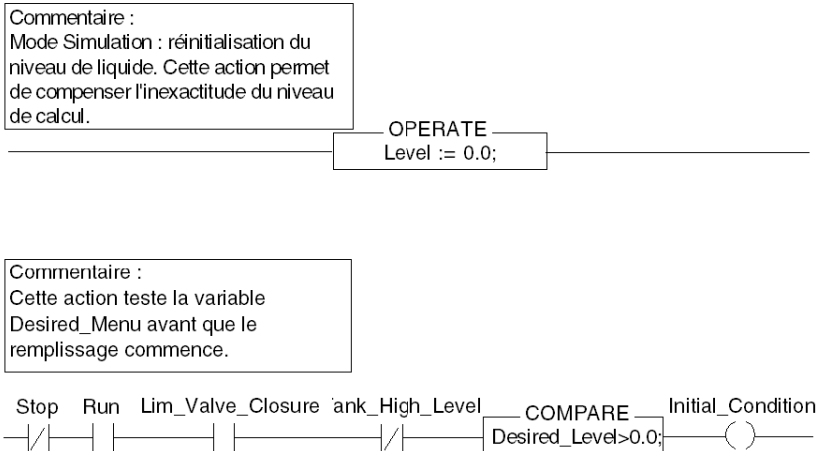 Commentaire :
Mode Simulation : réinitialisation du
niveau de liquide. Cette action permet
de compenser l'inexactitude du niveau
de calcul.
OPERATE
Level := 0.0;
Commentaire :
Cette action teste la variable
Desired_Menu avant que le
remplissage commence.
Stop Run Lim_Valve_Closure ank_High_Level COMPARE Initial_Condition
Desired_Level>0.0;